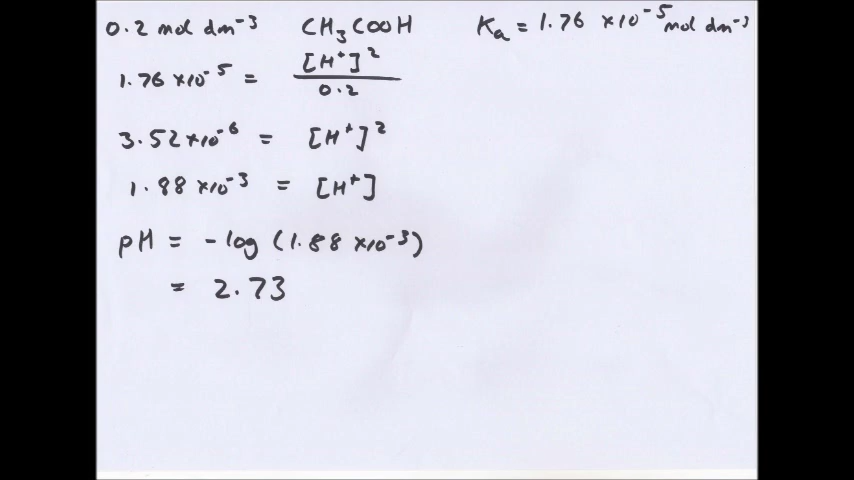 0.2 mol dm⁻³ CH₃COOH Ka = 1.76 ×10⁻⁵ mol dm⁻³
1.76 ×10⁻⁵ = [H⁺]² / 0.2
3.52 ×10⁻⁶ = [H⁺]²
1.88 ×10⁻³ = [H⁺]
pH = -log (1.88 ×10⁻³)
= 2.73